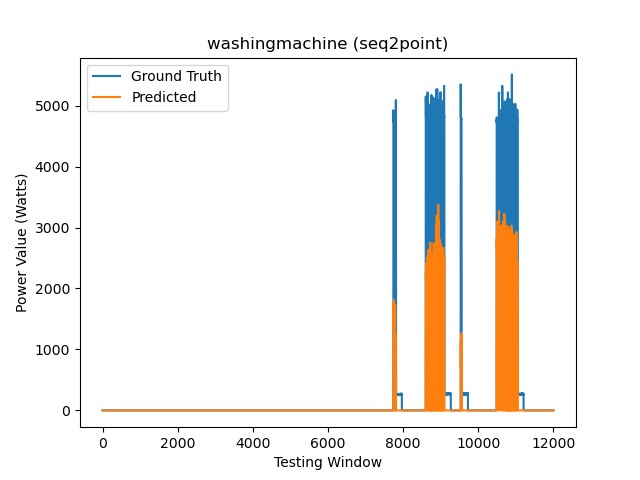 washingmachine (seq2point)
Ground Truth
Predicted
Power Value (Watts)
5000
4000
3000
2000
1000
0
0 2000 4000 6000 8000 10000 12000
Testing Window